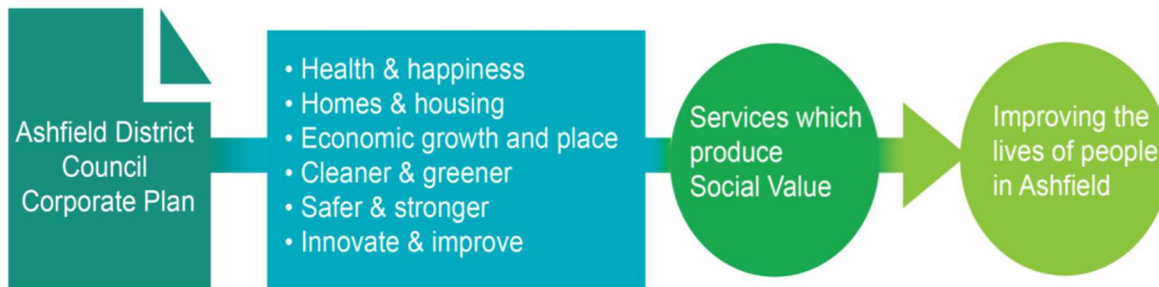 Ashfield District
Council
Corporate Plan
• Health & happiness
• Homes & housing
• Economic growth and place
• Cleaner & greener
• Safer & stronger
• Innovate & improve
Services which
produce
Social Value
Improving the
lives of people
in Ashfield